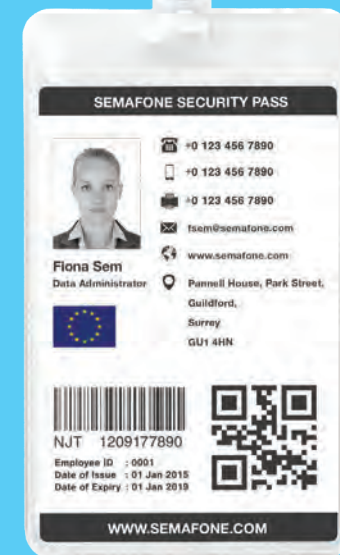 SEMAFONE SECURITY PASS
+0 123 456 7890
+0 123 456 7890
+0 123 456 7890
fsem@semafone.com
www.semafone.com
Fiona Sem
Data Administrator
Pannell House, Park Street,
Guildford,
Surrey
GU1 4HN
NJT 1209177890
Employee ID : 0001
Date of Issue : 01 Jan 2015
Date of Expiry : 01 Jan 2019
WWW.SEMAFONE.COM